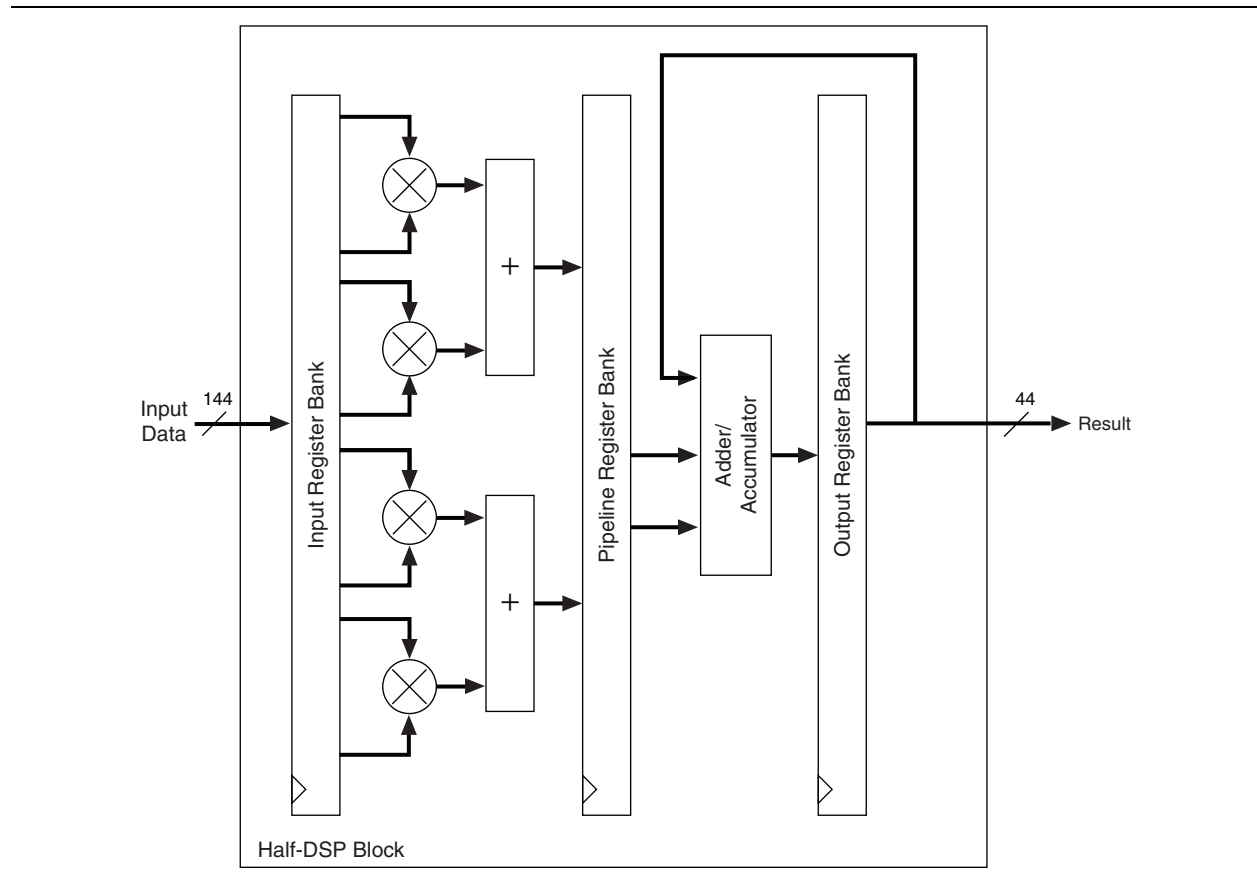 144
Input
Data
Input Register Bank
+
+
Pipeline Register Bank
Adder/
Accumulator
Output Register Bank
44
Result
Half-DSP Block